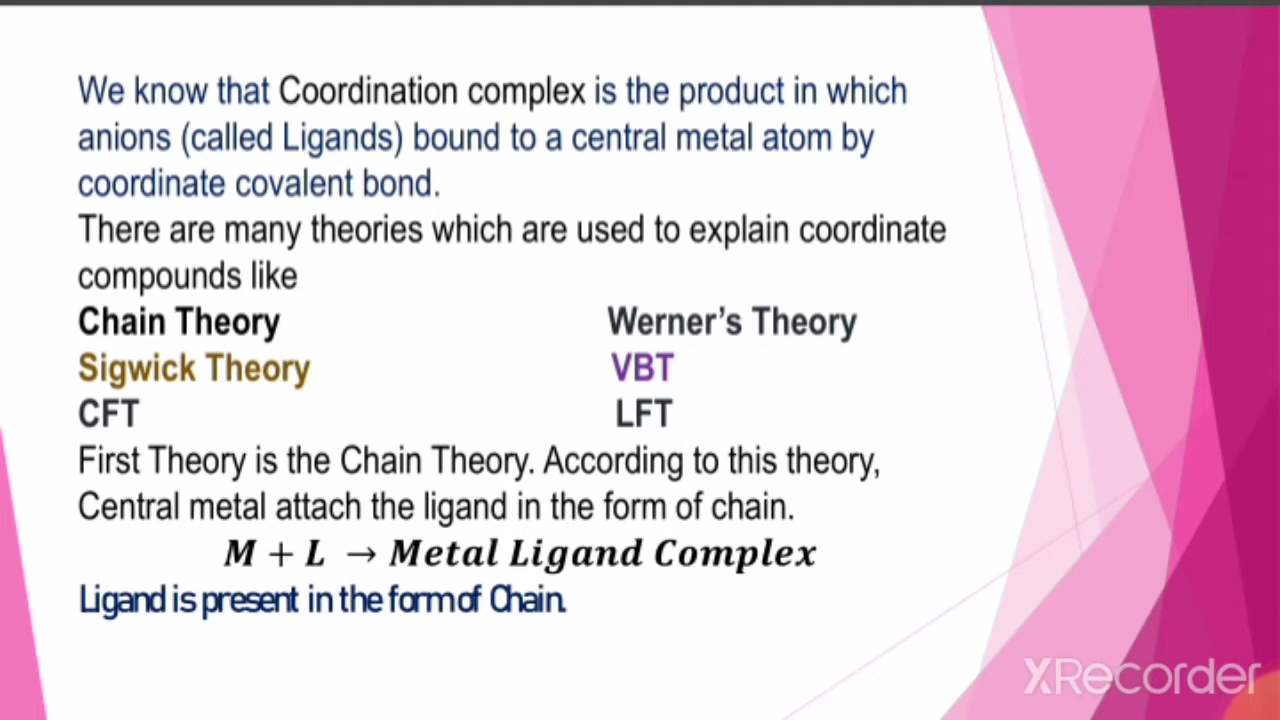 We know that Coordination complex is the product in which
anions (called Ligands) bound to a central metal atom by
coordinate covalent bond.
There are many theories which are used to explain coordinate
compounds like
Chain Theory Werner's Theory
Sigwick Theory VBT
CFT LFT
First Theory is the Chain Theory. According to this theory,
Central metal attach the ligand in the form of chain.
M + L → Metal Ligand Complex
Ligand is present in the form of Chain.
XRecorder